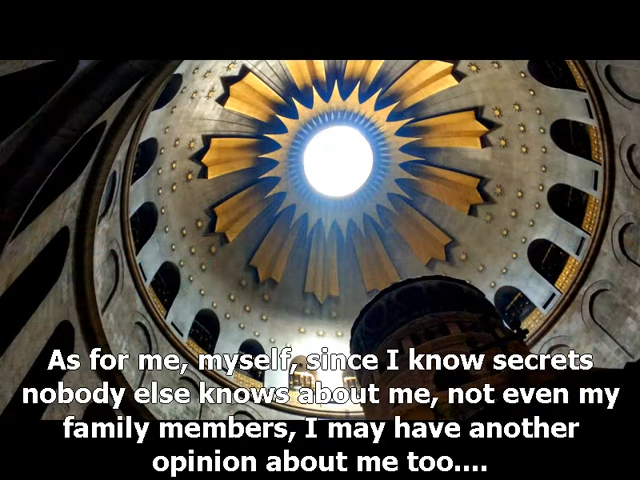 As for me, myself, since I know secrets
nobody else knows about me, not even my
family members, I may have another
opinion about me too....